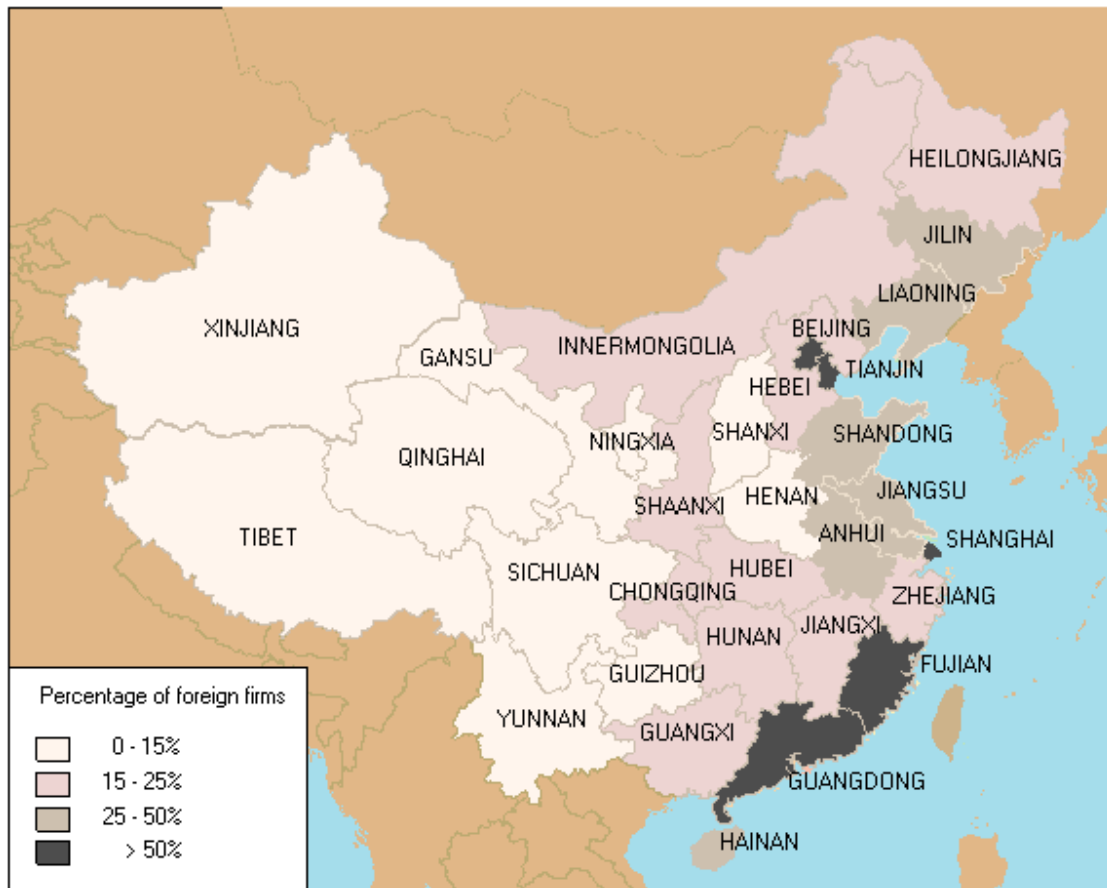 HEILONGJIANG
JILIN
LIAONING
XINJIANG
BEIJING
INNERMONGOLIA
GANSU
TIANJIN
HEBEI
SHANXI
SHANDONG
NINGXIA
QINGHAI
HENAN
JIANGSU
SHAANXI
TIBET
ANHUI
SHANGHAI
SICHUAN
HUBEI
CHONGQING
ZHEJIANG
JIANGXI
HUNAN
FUJIAN
GUIZHOU
YUNNAN
GUANGXI
GUANGDONG
HAINAN
Percentage of foreign firms
0 - 15%
15 - 25%
25 - 50%
> 50%